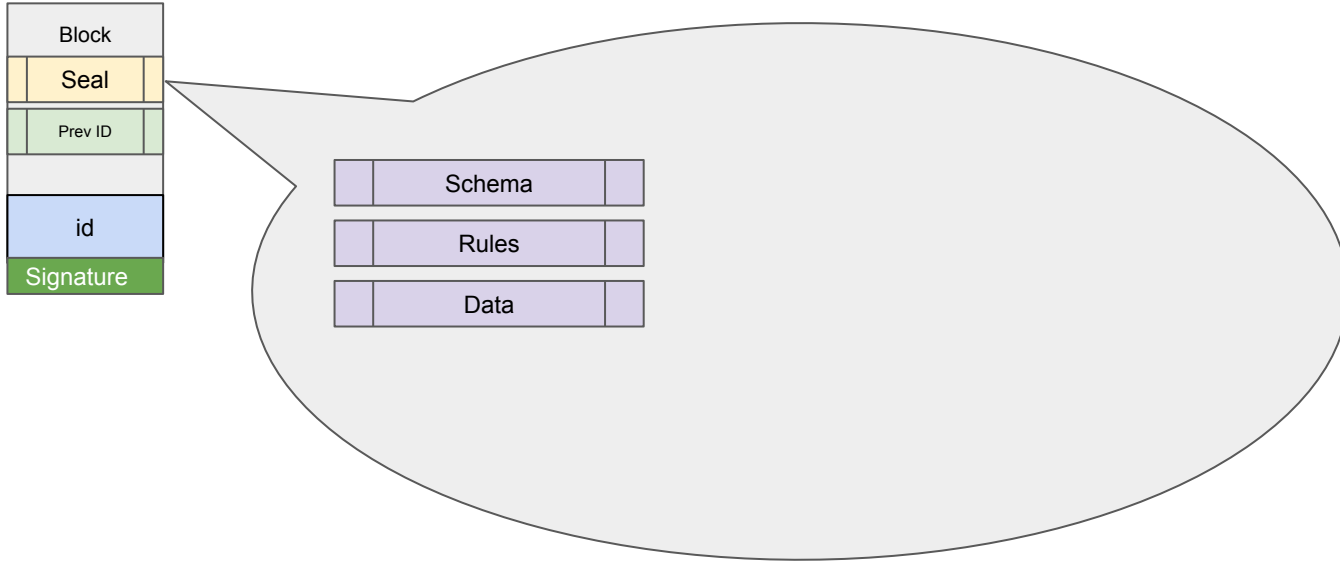 Block
Seal
Prev ID
id
Signature
Schema
Rules
Data